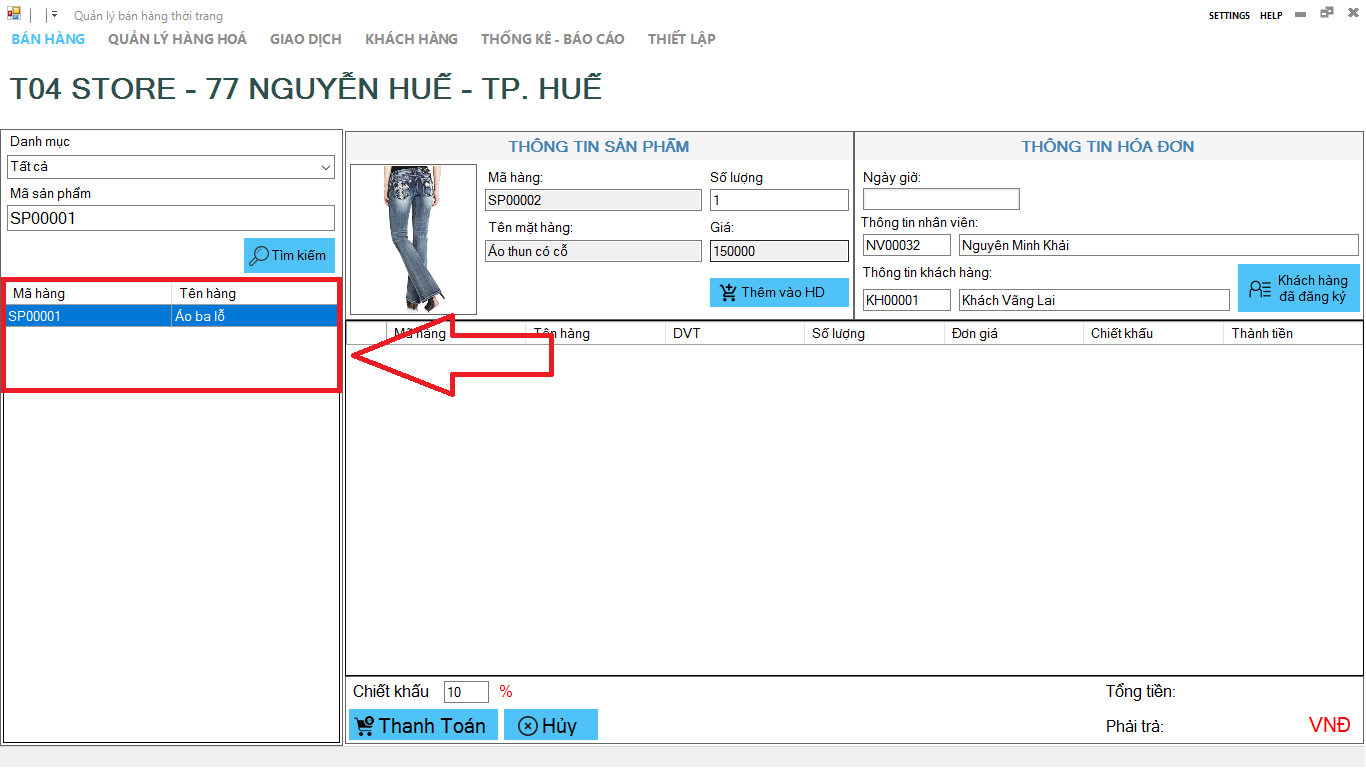 Quản lý bán hàng thời trang
SETTINGS HELP
BÁN HÀNG QUẢN LÝ HÀNG HOÁ GIAO DỊCH KHÁCH HÀNG THỐNG KÊ - BÁO CÁO THIẾT LẬP
T04 STORE - 77 NGUYỄN HUẾ - TP. HUẾ
Danh mục
Tất cả
Mã sản phẩm
SP00001
Tìm kiếm
Mã hàng Tên hàng
SP00001 Áo ba lỗ
THÔNG TIN SẢN PHẨM
Mã hàng: Số lượng
SP00002 1
Tên mặt hàng: Giá:
Áo thun có cỗ 150000
Thêm vào HD
THÔNG TIN HÓA ĐƠN
Ngày giờ:
Thông tin nhân viên:
NV00032 Nguyên Minh Khải
Thông tin khách hàng:
KH00001 Khách Vãng Lai
Khách hàng
đã đăng ký
Mã hàng Tên hàng DVT Số lượng Đơn giá Chiết khấu Thành tiền
Chiết khấu 10 %
Thanh Toán Hủy
Tổng tiền:
Phải trả: VNĐ